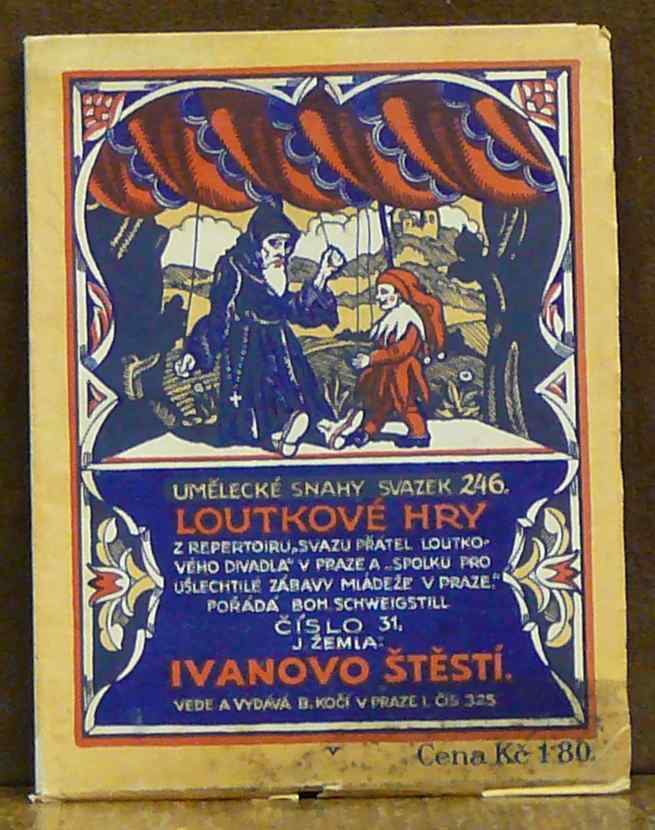 UMĚLECKÉ SNAHY SVAZEK 246.
LOUTKOVÉ HRY
Z REPERTOIRU „SVAZU PŘÁTEL LOUTKO-
VÉHO DIVADLA“ V PRAZE A „SPOLKU PRO
UŠLECHTILÉ ZÁBAVY MLÁDEŽE V PRAZE.“
POŘÁDÁ BOH. SCHWEIGSTILL
ČÍSLO 31.
J. ŽEMLA:
IVANOVO ŠTĚSTÍ.
VEDE A VYDÁVÁ B. KOČÍ V PRAZE I. ČÍS 325
Cena Kč 1·80.